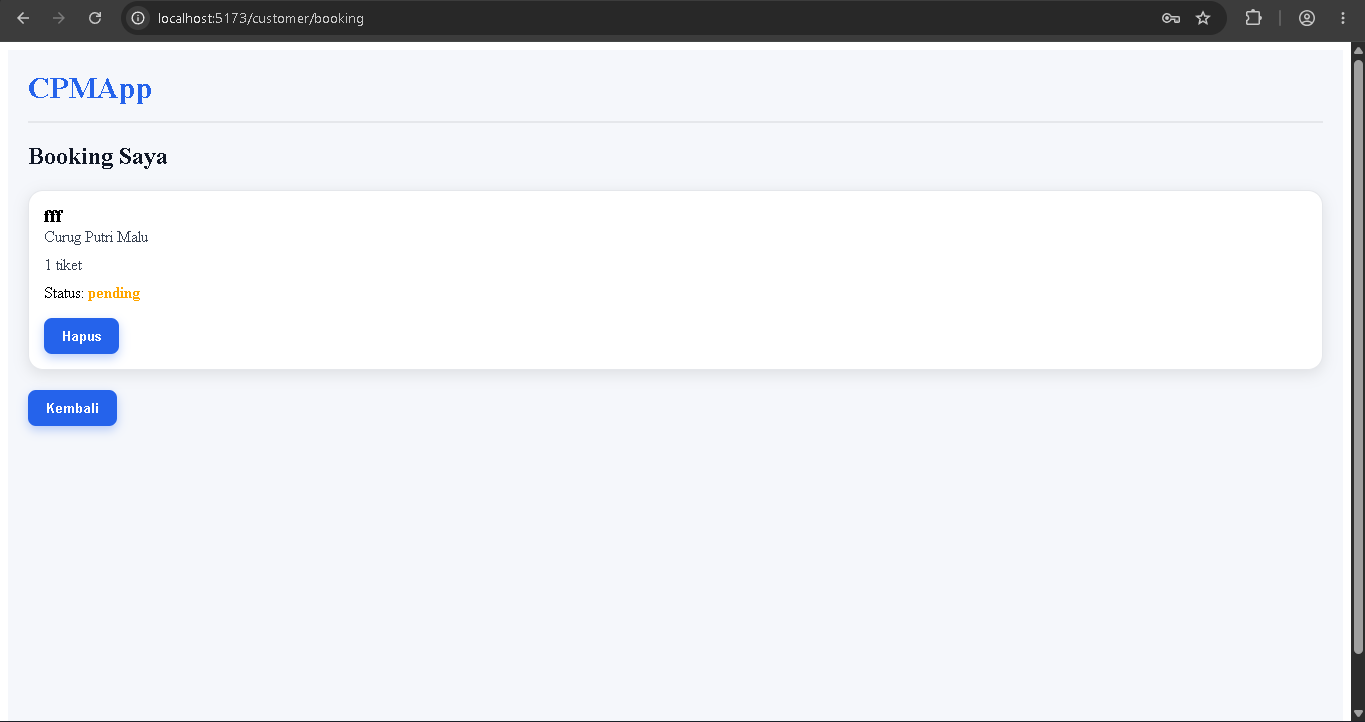 localhost:5173/customer/booking
CPMApp
Booking Saya
fff
Curug Putri Malu
1 tiket
Status: pending
Hapus
Kembali